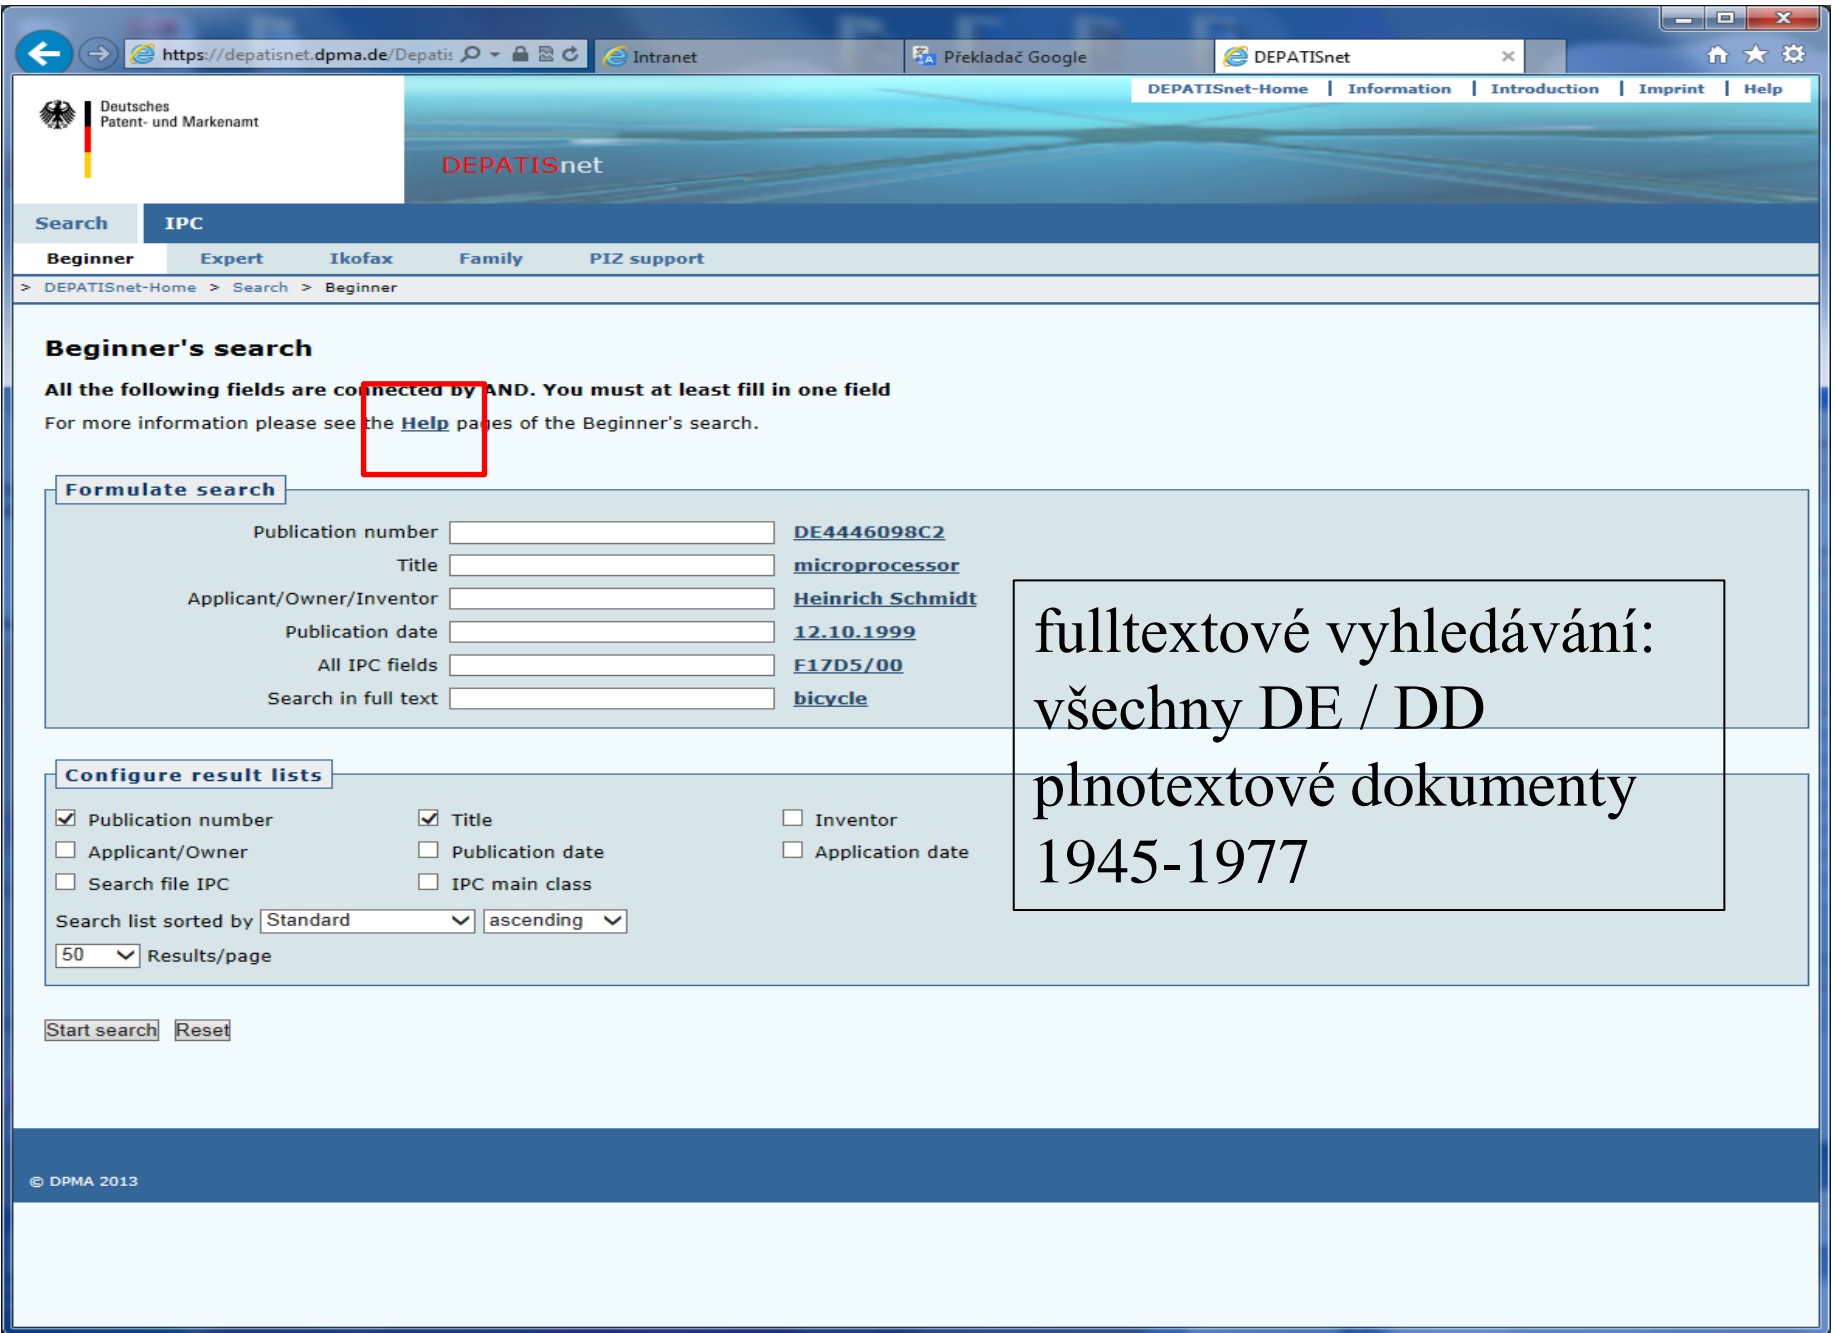 https://depatisnet.dpma.de/Depatis
Intranet
Překladač Google
DEPATISnet
Deutsches
Patent- und Markenamt
DEPATISnet-Home | Information | Introduction | Imprint | Help
DEPATISnet
Search IPC
Beginner Expert Ikofax Family PIZ support
> DEPATISnet-Home > Search > Beginner
Beginner's search
All the following fields are connected by AND. You must at least fill in one field
For more information please see the Help pages of the Beginner's search.
Formulate search
Publication number DE4446098C2
Title microprocessor
Applicant/Owner/Inventor Heinrich Schmidt
Publication date 12.10.1999
All IPC fields F17D5/00
Search in full text bicycle
fulltextové vyhledávání:
všechny DE / DD
plnotextové dokumenty
1945-1977
Configure result lists
Publication number Title Inventor
Applicant/Owner Publication date Application date
Search file IPC IPC main class
Search list sorted by Standard ascending
50 Results/page
Start search Reset
© DPMA 2013